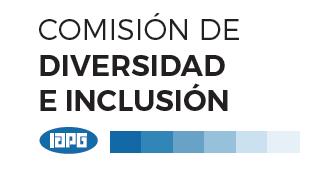 COMISIÓN DE
DIVERSIDAD
E INCLUSIÓN
IAPG